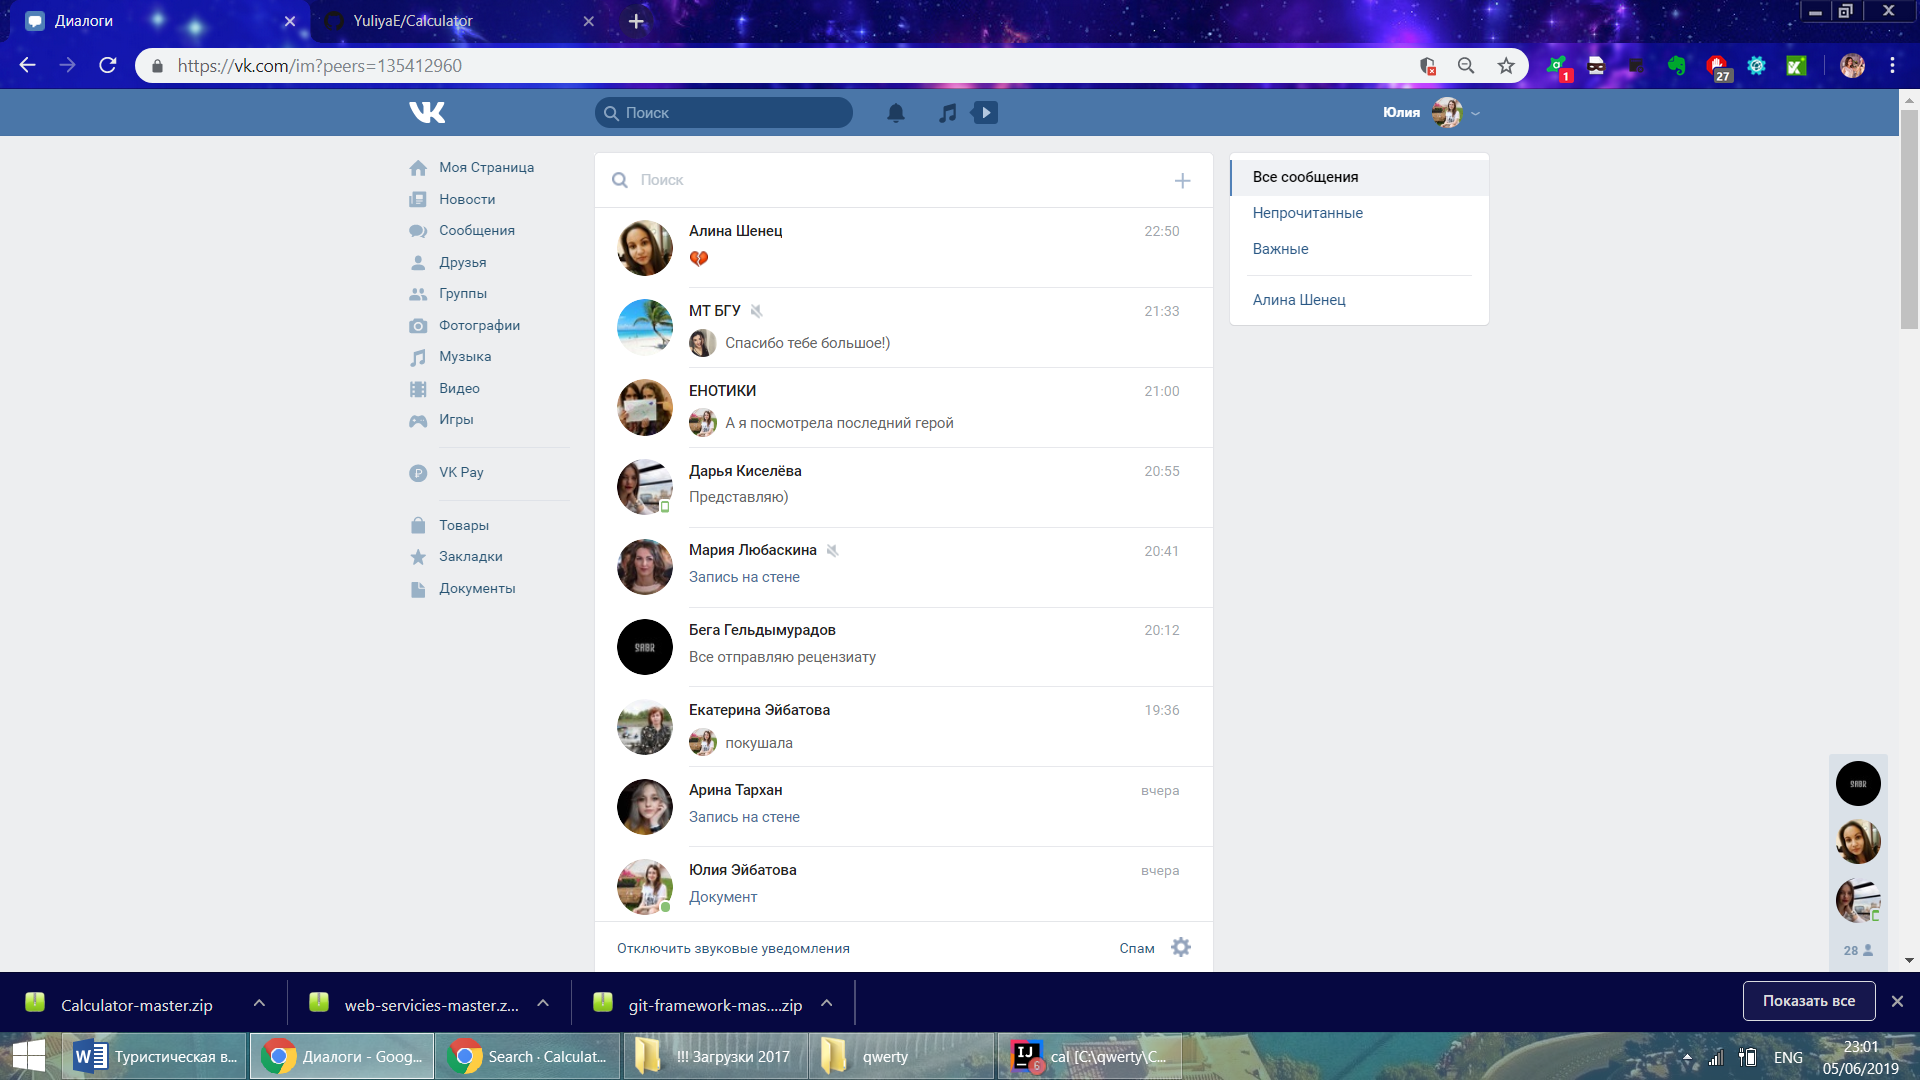 Диалоги
YuliyaE/Calculator
https://vk.com/im?peers=135412960
1
27
Поиск
Юлия
Моя Страница
Новости
Сообщения
Друзья
Группы
Фотографии
Музыка
Видео
Игры
VK Pay
Товары
Закладки
Документы
Поиск
Алина Шенец
22:50
МТ БГУ
21:33
Спасибо тебе большое!)
ЕНОТИКИ
21:00
А я посмотрела последний герой
Дарья Киселёва
20:55
Представляю)
Мария Любаскина
20:41
Запись на стене
SABR
Бега Гельдымурадов
20:12
Все отправляю рецензиату
Екатерина Эйбатова
19:36
покушала
Арина Тархан
вчера
Запись на стене
Юлия Эйбатова
вчера
Документ
Отключить звуковые уведомления
Спам
Все сообщения
Непрочитанные
Важные
Алина Шенец
SABR
28
Calculator-master.zip
web-servicies-master.z...
git-framework-mas....zip
Показать все
Туристическая в...
Диалоги - Goog...
Search · Calculat...
!!! Загрузки 2017
qwerty
IJ
6
cal [C:\qwerty\C...
ENG
23:01
05/06/2019